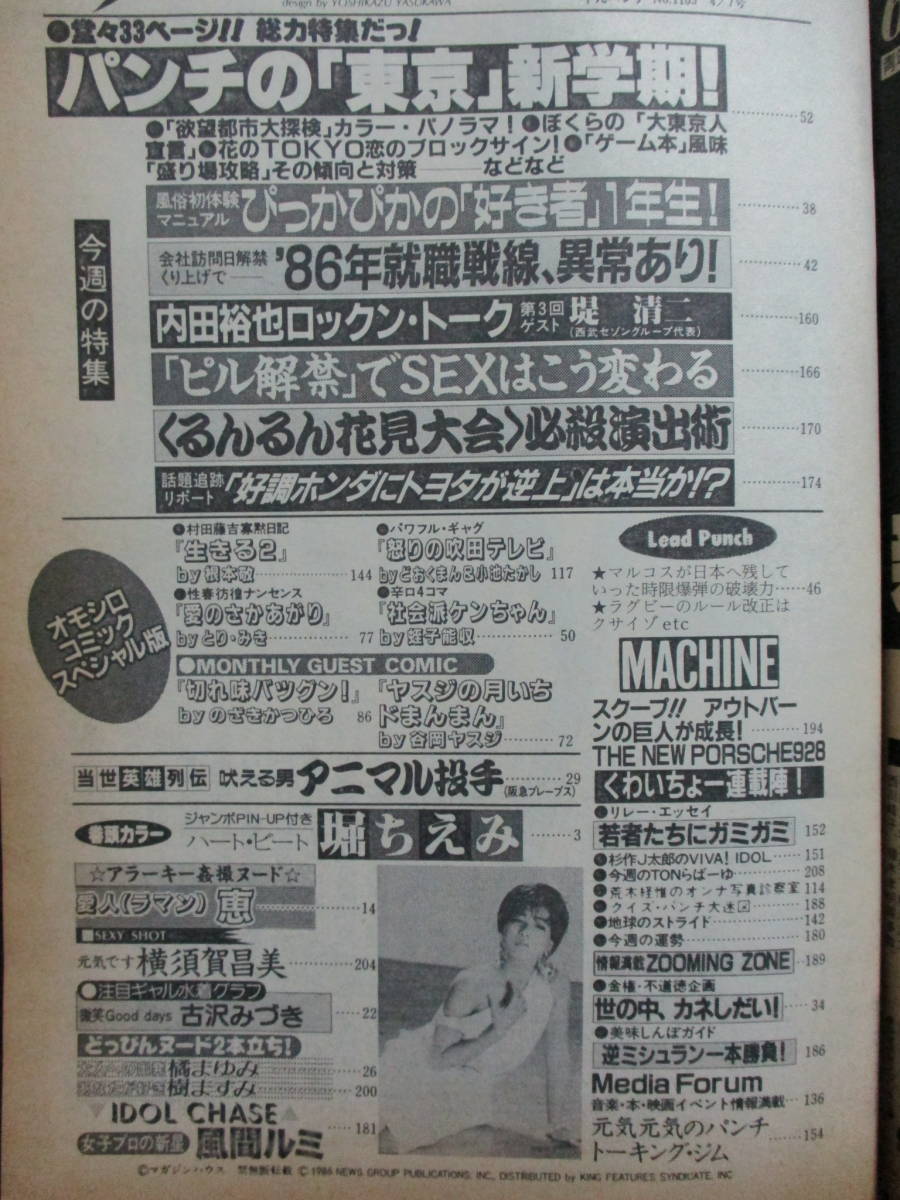 design by YOSHIKAZU YASUKAWA
●堂々33ページ!! 総力特集だっ!
パンチの「東京」新学期!
52
●「欲望都市大探検」カラー・パノラマ!●ぼくらの「大東京人
宣言」●花のTOKYO恋のブロックサイン!●「ゲーム本」風味
「盛り場攻略」その傾向と対策――などなど
今週の特集
風俗初体験
マニュアル
ぴっかぴかの「好き者」1年生!
38
会社訪問日解禁
くり上げで――
'86年就職戦線、異常あり!
42
内田裕也ロックン・トーク
第3回
ゲスト
堤 清二
(西武セゾングループ代表)
160
「ピル解禁」でSEXはこう変わる
166
〈るんるん花見大会〉必殺演出術
170
話題追跡
リポート
「好調ホンダにトヨタが逆上」は本当か!?
174
オモシロ
コミック
スペシャル版
●村田藤吉寡黙日記
『生きる2』
by根本敬 144
●パワフル・ギャグ
『怒りの吹田テレビ』
byどおくまん&小池たかし 117
●性春彷徨ナンセンス
『愛のさかあがり』
byとり・みき 77
●辛口4コマ
『社会派ケンちゃん』
by蛭子能収 50
●MONTHLY GUEST COMIC
『切れ味バツグン!』
byのざきかつひろ 86
『ヤスジの月いち
ドまんまん』
by谷岡ヤスジ 72
Lead Punch
★マルコスが日本へ残して
いった時限爆弾の破壊力 46
★ラグビーのルール改正は
クサイゾetc
MACHINE
スクープ!! アウトバー
ンの巨人が成長! 194
THE NEW PORSCHE928
当世英雄列伝 吠える男 アニマル投手 29
(阪急ブレーブス)
巻頭カラー
ジャンボPIN-UP付き
ハート・ビート
堀ちえみ
3
☆アラーキー姦撮ヌード☆
愛人(ラマン) 恵
14
■SEXY SHOT
元気です 横須賀昌美 204
●注目ギャル水着グラフ
微笑Good days 古沢みづき
22
どっぴんヌード2本立ち!
橘まゆみ 26
樹ますみ 200
▼IDOL CHASE▲
女子プロの新星 風間ルミ
181
くわいちょー連載陣!
●リレー・エッセイ
若者たちにガミガミ 152
●杉作J太郎のVIVA! IDOL 151
●今週のTONらばーゆ 208
●荒木経惟のオンナ写真診察室 114
●クイズ・パンチ大迷図 188
●地球のストライド 142
●今週の運勢 180
情報満載 ZOOMING ZONE 189
●金権・不道徳企画
世の中、カネしだい! 34
●美味しんぼガイド
逆ミシュラン一本勝負! 186
Media Forum
音楽・本・映画イベント情報満載 136
元気元気のパンチ
トーキング・ジム
154
©マガジンハウス 禁無断転載 ©1986 NEWS GROUP PUBLICATIONS, INC, DISTRIBUTED by KING FEATURES SYNDICATE, INC